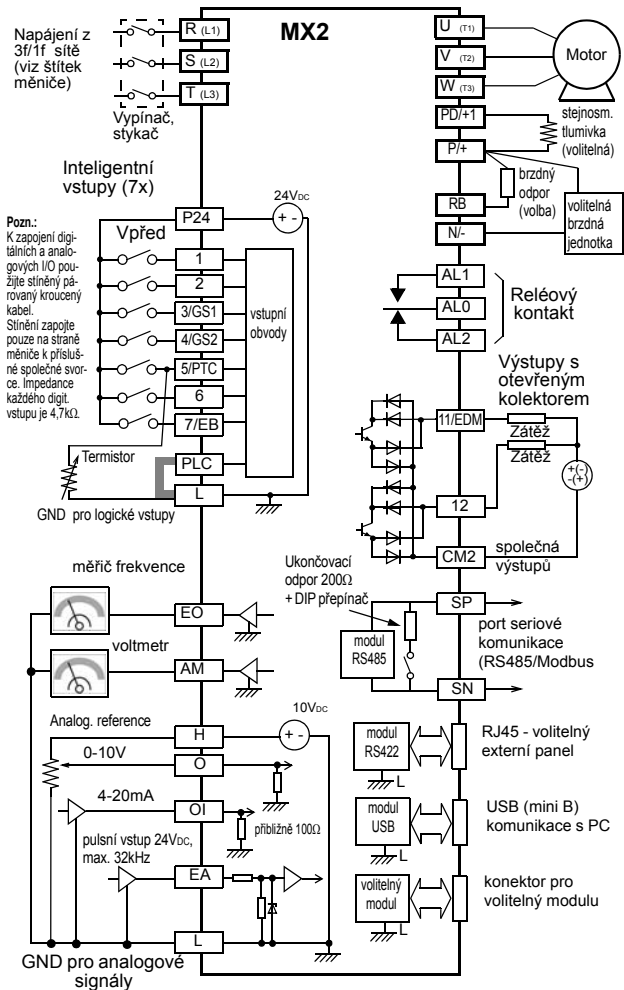 MX2
Napájení z
3f/1f sítě
(viz štítek
měniče)
R (L1)
S (L2)
T (L3)
Vypínač,
stykač
U (T1)
V (T2)
W (T3)
Motor
PD/+1
P/+
stejnosm.
tlumivka
(volitelná)
brzdný
odpor
(volba)
RB
N/-
volitelná
brzdná
jednotka
Inteligentní
vstupy (7x)
24VDC
+ -
P24
Vpřed
1
2
3/GS1
4/GS2
5/PTC
6
7/EB
PLC
L
vstupní
obvody
Pozn.:
K zapojení digi-
tálních a analo-
gových I/O pou-
žijte stíněný pá-
rovaný kroucený
kabel.
Stínění zapojte
pouze na straně
měniče k přísluš-
né společné svor-
ce. Impedance
každého digit.
vstupu je 4,7kΩ.
Termistor
GND pro logické vstupy
AL1
AL0
AL2
Reléový
kontakt
Výstupy s
otevřeným
kolektorem
11/EDM
Zátěž
Zátěž
+(-)
-(+)
12
CM2
společná
výstupů
měřič frekvence
EO
voltmetr
AM
Ukončovací
odpor 200Ω
+ DIP přepínač
modul
RS485
SP
SN
port seriové
komunikace
(RS485/Modbus
Analog. reference
10VDC
+ -
H
0-10V
O
4-20mA
OI
přibližně 100Ω
pulsní vstup 24VDC,
max. 32kHz
EA
L
GND pro analogové
signály
modul
RS422
L
RJ45 - volitelný
externí panel
modul
USB
L
USB (mini B)
komunikace s PC
volitelný
modul
L
konektor pro
volitelný modulu